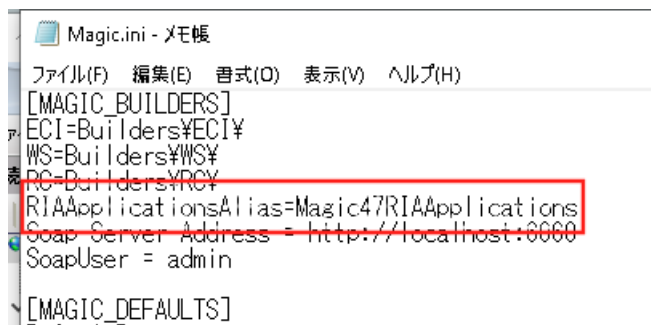 Magic.ini - メモ帳
ファイル(F) 編集(E) 書式(O) 表示(V) ヘルプ(H)
[MAGIC_BUILDERS]
ECI=Builders¥ECI¥
WS=Builders¥WS¥
RC=Builders¥RC¥
RIAApplicationsAlias=Magic47RIAApplications
Soap Server Address = http://localhost:6060
SoapUser = admin
[MAGIC_DEFAULTS]